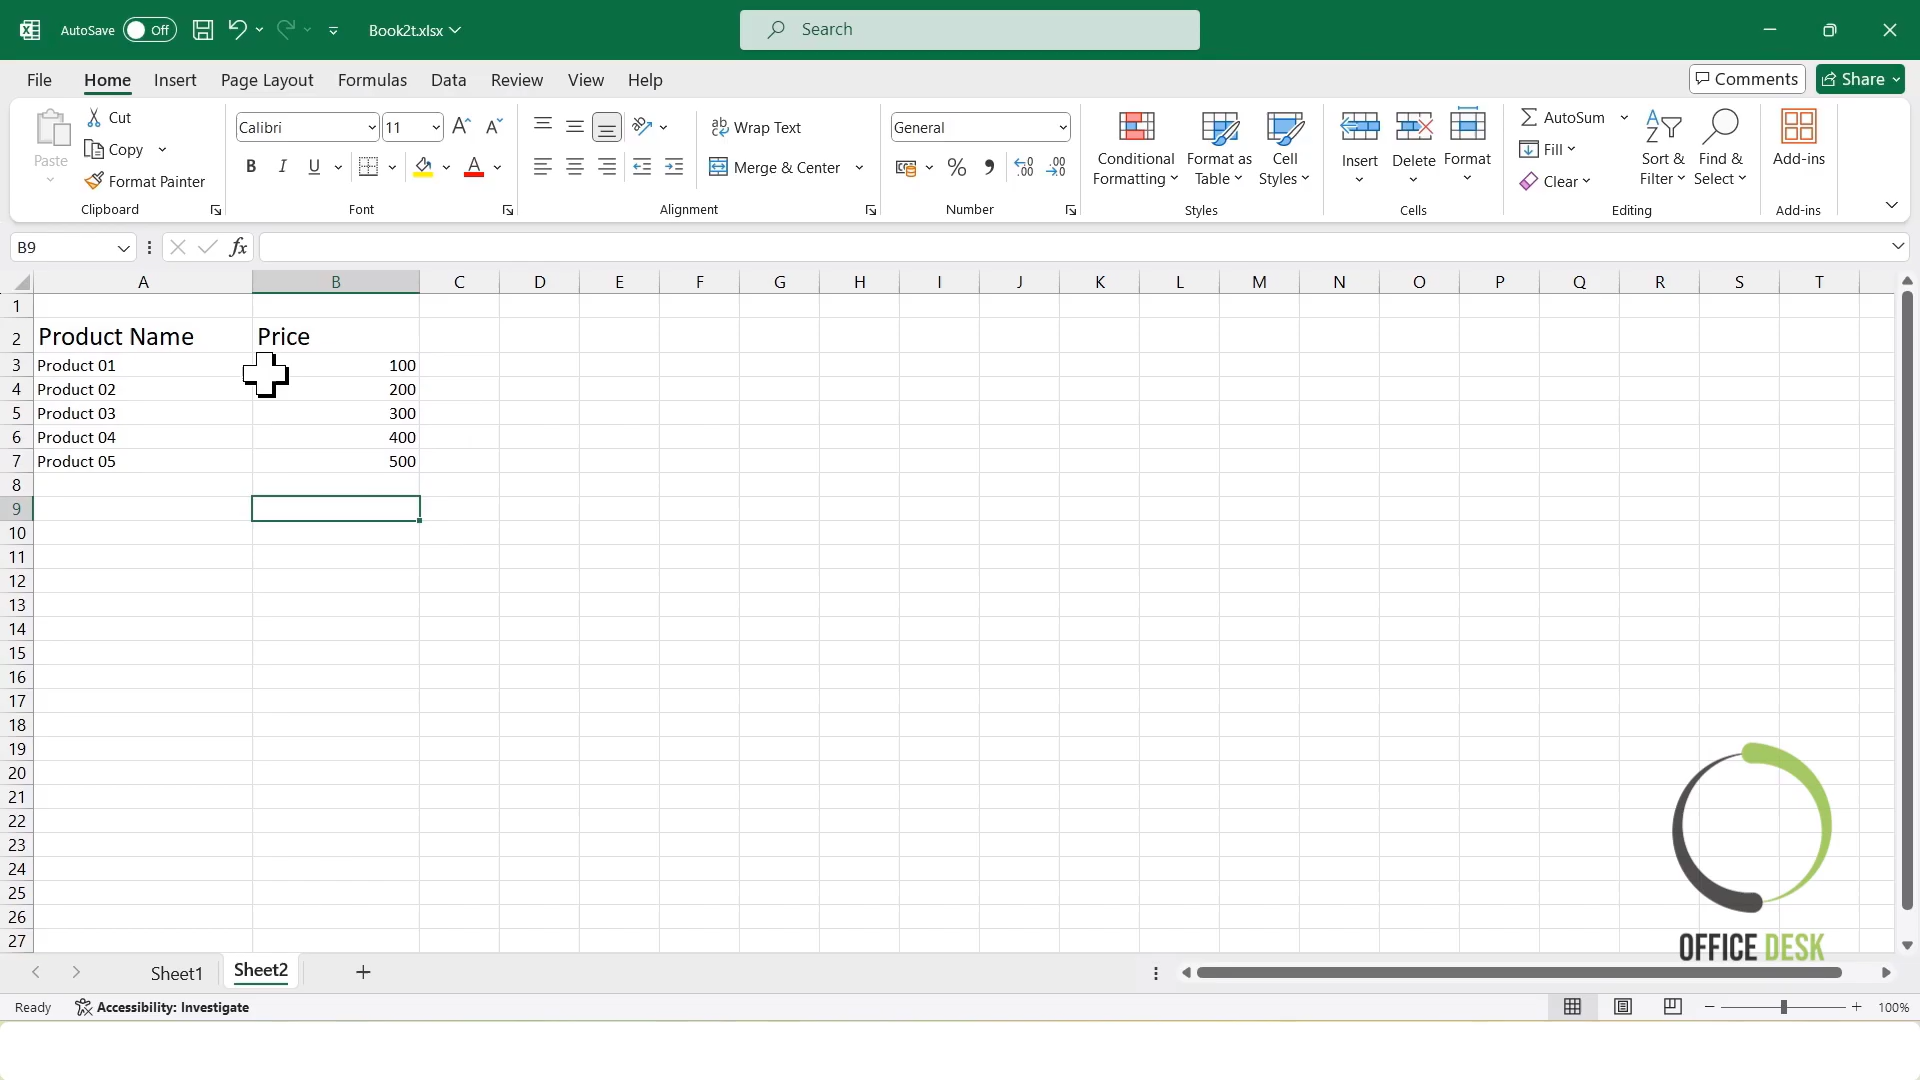 AutoSave Off Book2t.xlsx Search
File Home Insert Page Layout Formulas Data Review View Help Comments Share
Paste
Cut
Copy
Format Painter
Clipboard
Calibri 11
B I U A
Font
ab Wrap Text
Merge & Center
Alignment
General
% 9 .00
Number
Conditional Formatting
Format as Table
Cell Styles
Styles
Insert Delete Format
Cells
AutoSum
Fill
Clear
Sort & Filter
Find & Select
Editing
Add-ins
Add-ins
B9 fx
A B C D E F G H I J K L M N O P Q R S T
1
2 Product Name Price
3 Product 01 100
4 Product 02 200
5 Product 03 300
6 Product 04 400
7 Product 05 500
8
9
10
11
12
13
14
15
16
17
18
19
20
21
22
23
24
25
26
27
OFFICE DESK
Sheet1 Sheet2
Ready Accessibility: Investigate 100%